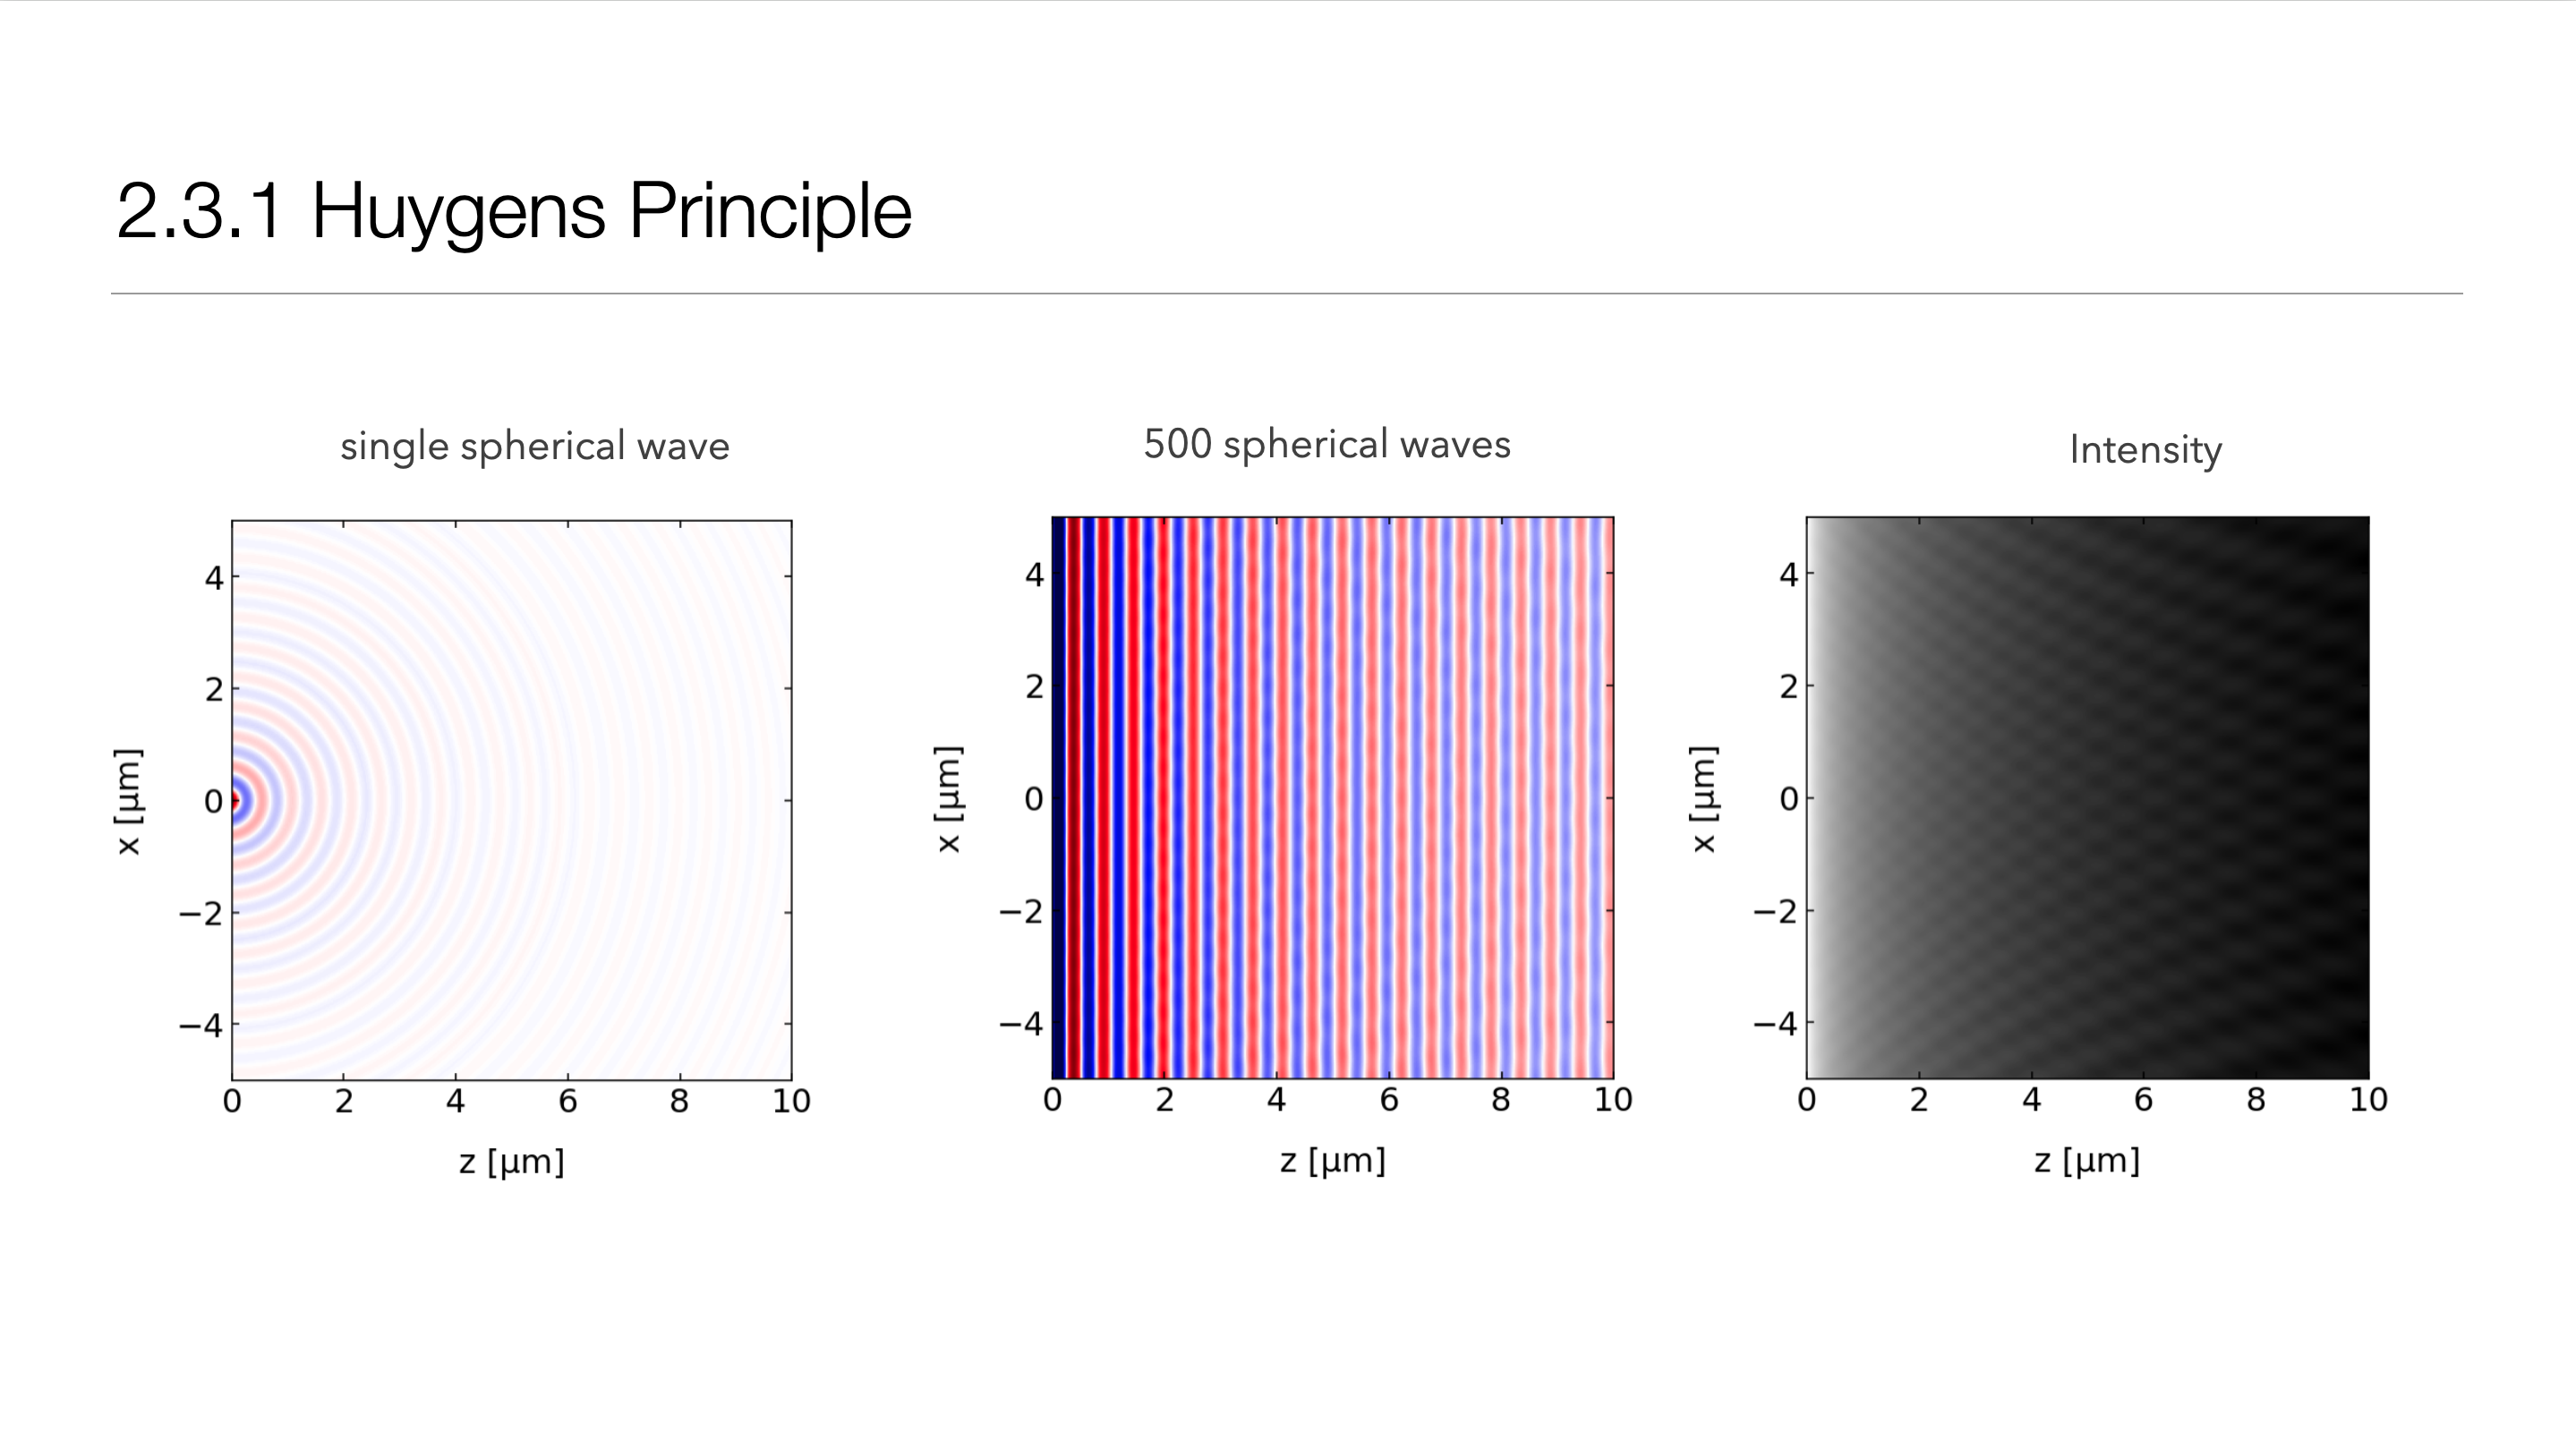 2.3.1 Huygens Principle
single spherical wave
500 spherical waves
Intensity
4
2
0
−2
−4
x [μm]
0 2 4 6 8 10
z [μm]
4
2
0
−2
−4
x [μm]
0 2 4 6 8 10
z [μm]
4
2
0
−2
−4
x [μm]
0 2 4 6 8 10
z [μm]